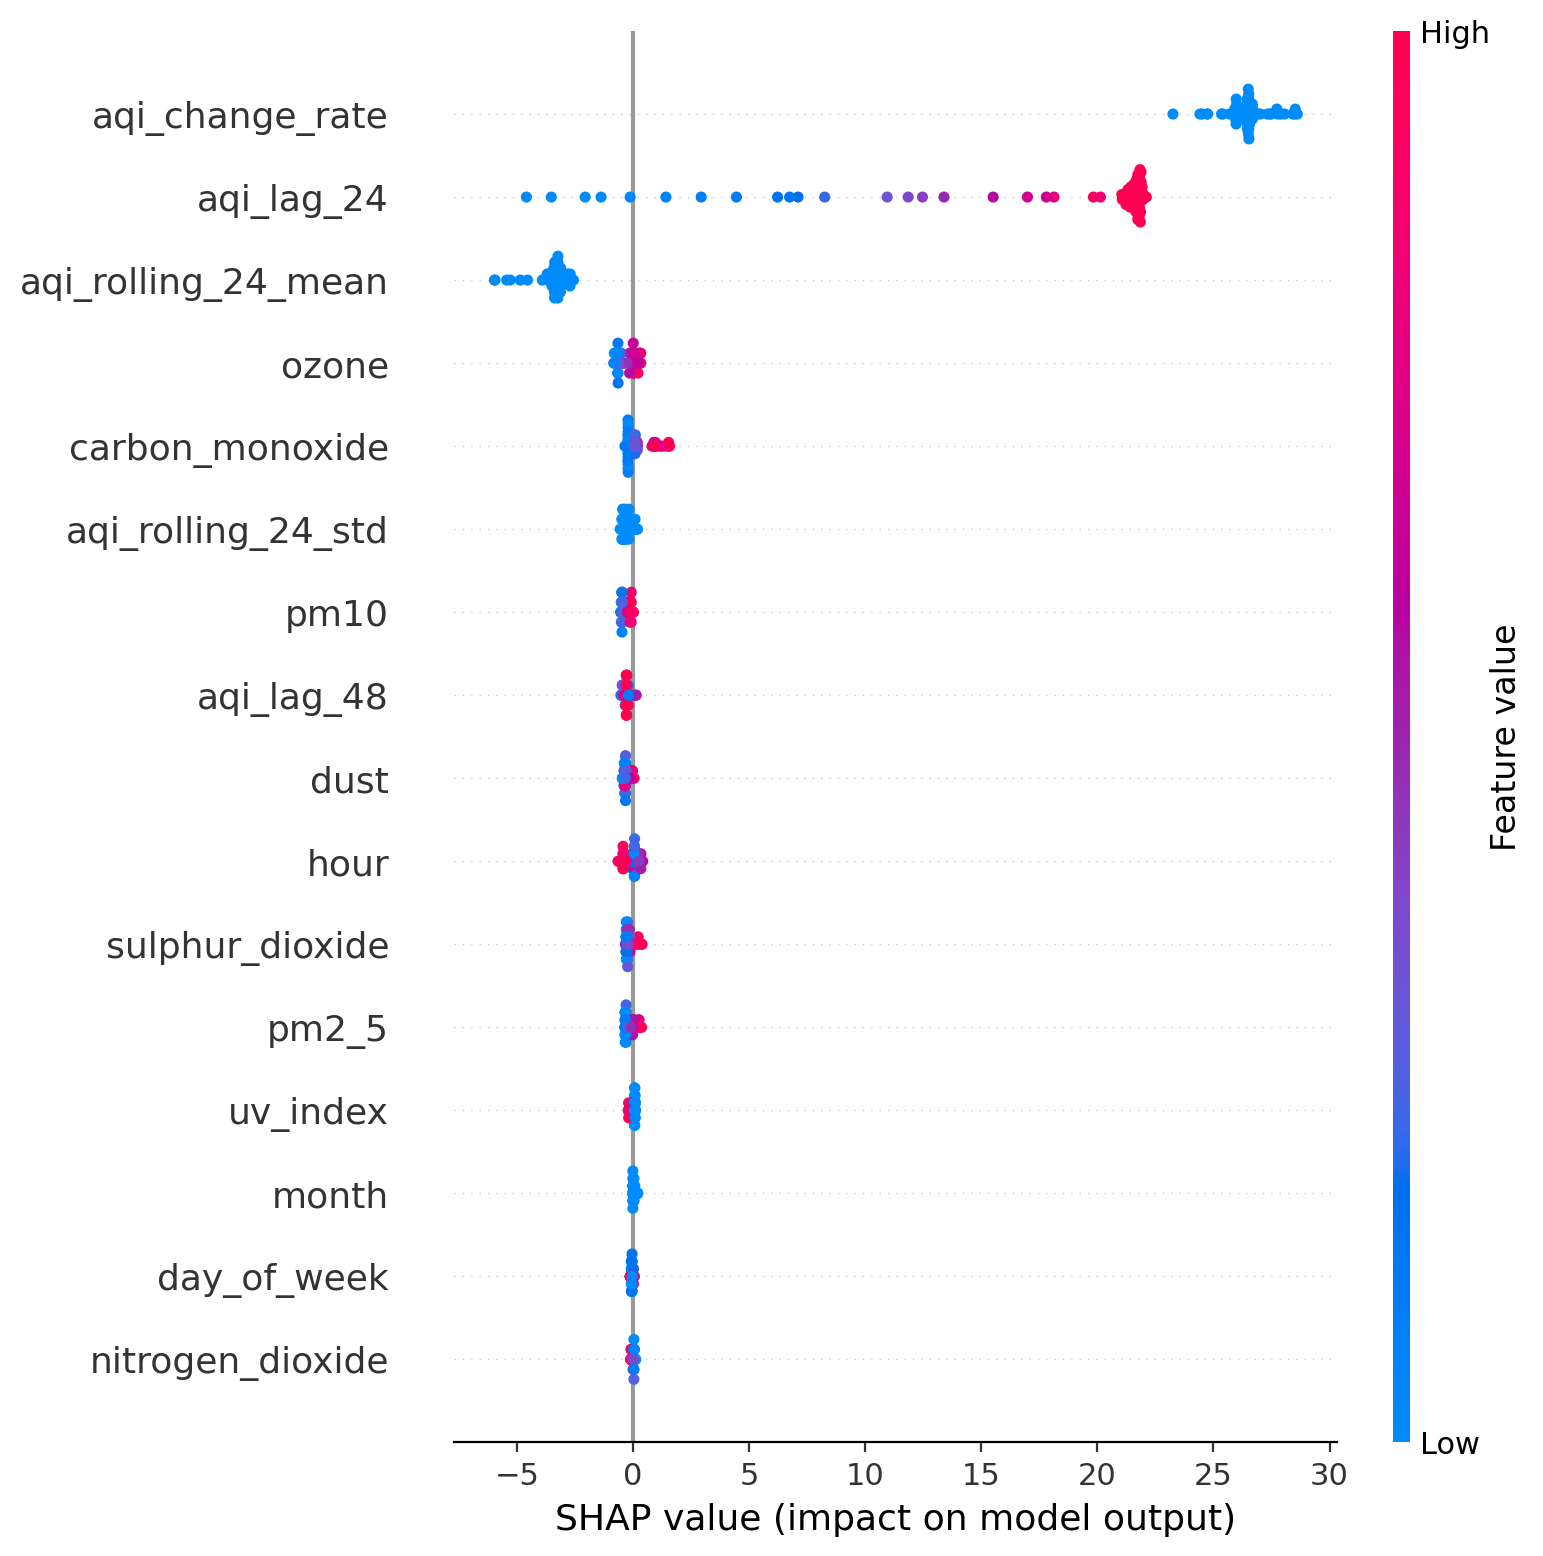 High
aqi_change_rate
aqi_lag_24
aqi_rolling_24_mean
ozone
carbon_monoxide
aqi_rolling_24_std
pm10
aqi_lag_48
dust
hour
sulphur_dioxide
pm2_5
uv_index
month
day_of_week
nitrogen_dioxide
Feature value
Low
−5 0 5 10 15 20 25 30
SHAP value (impact on model output)